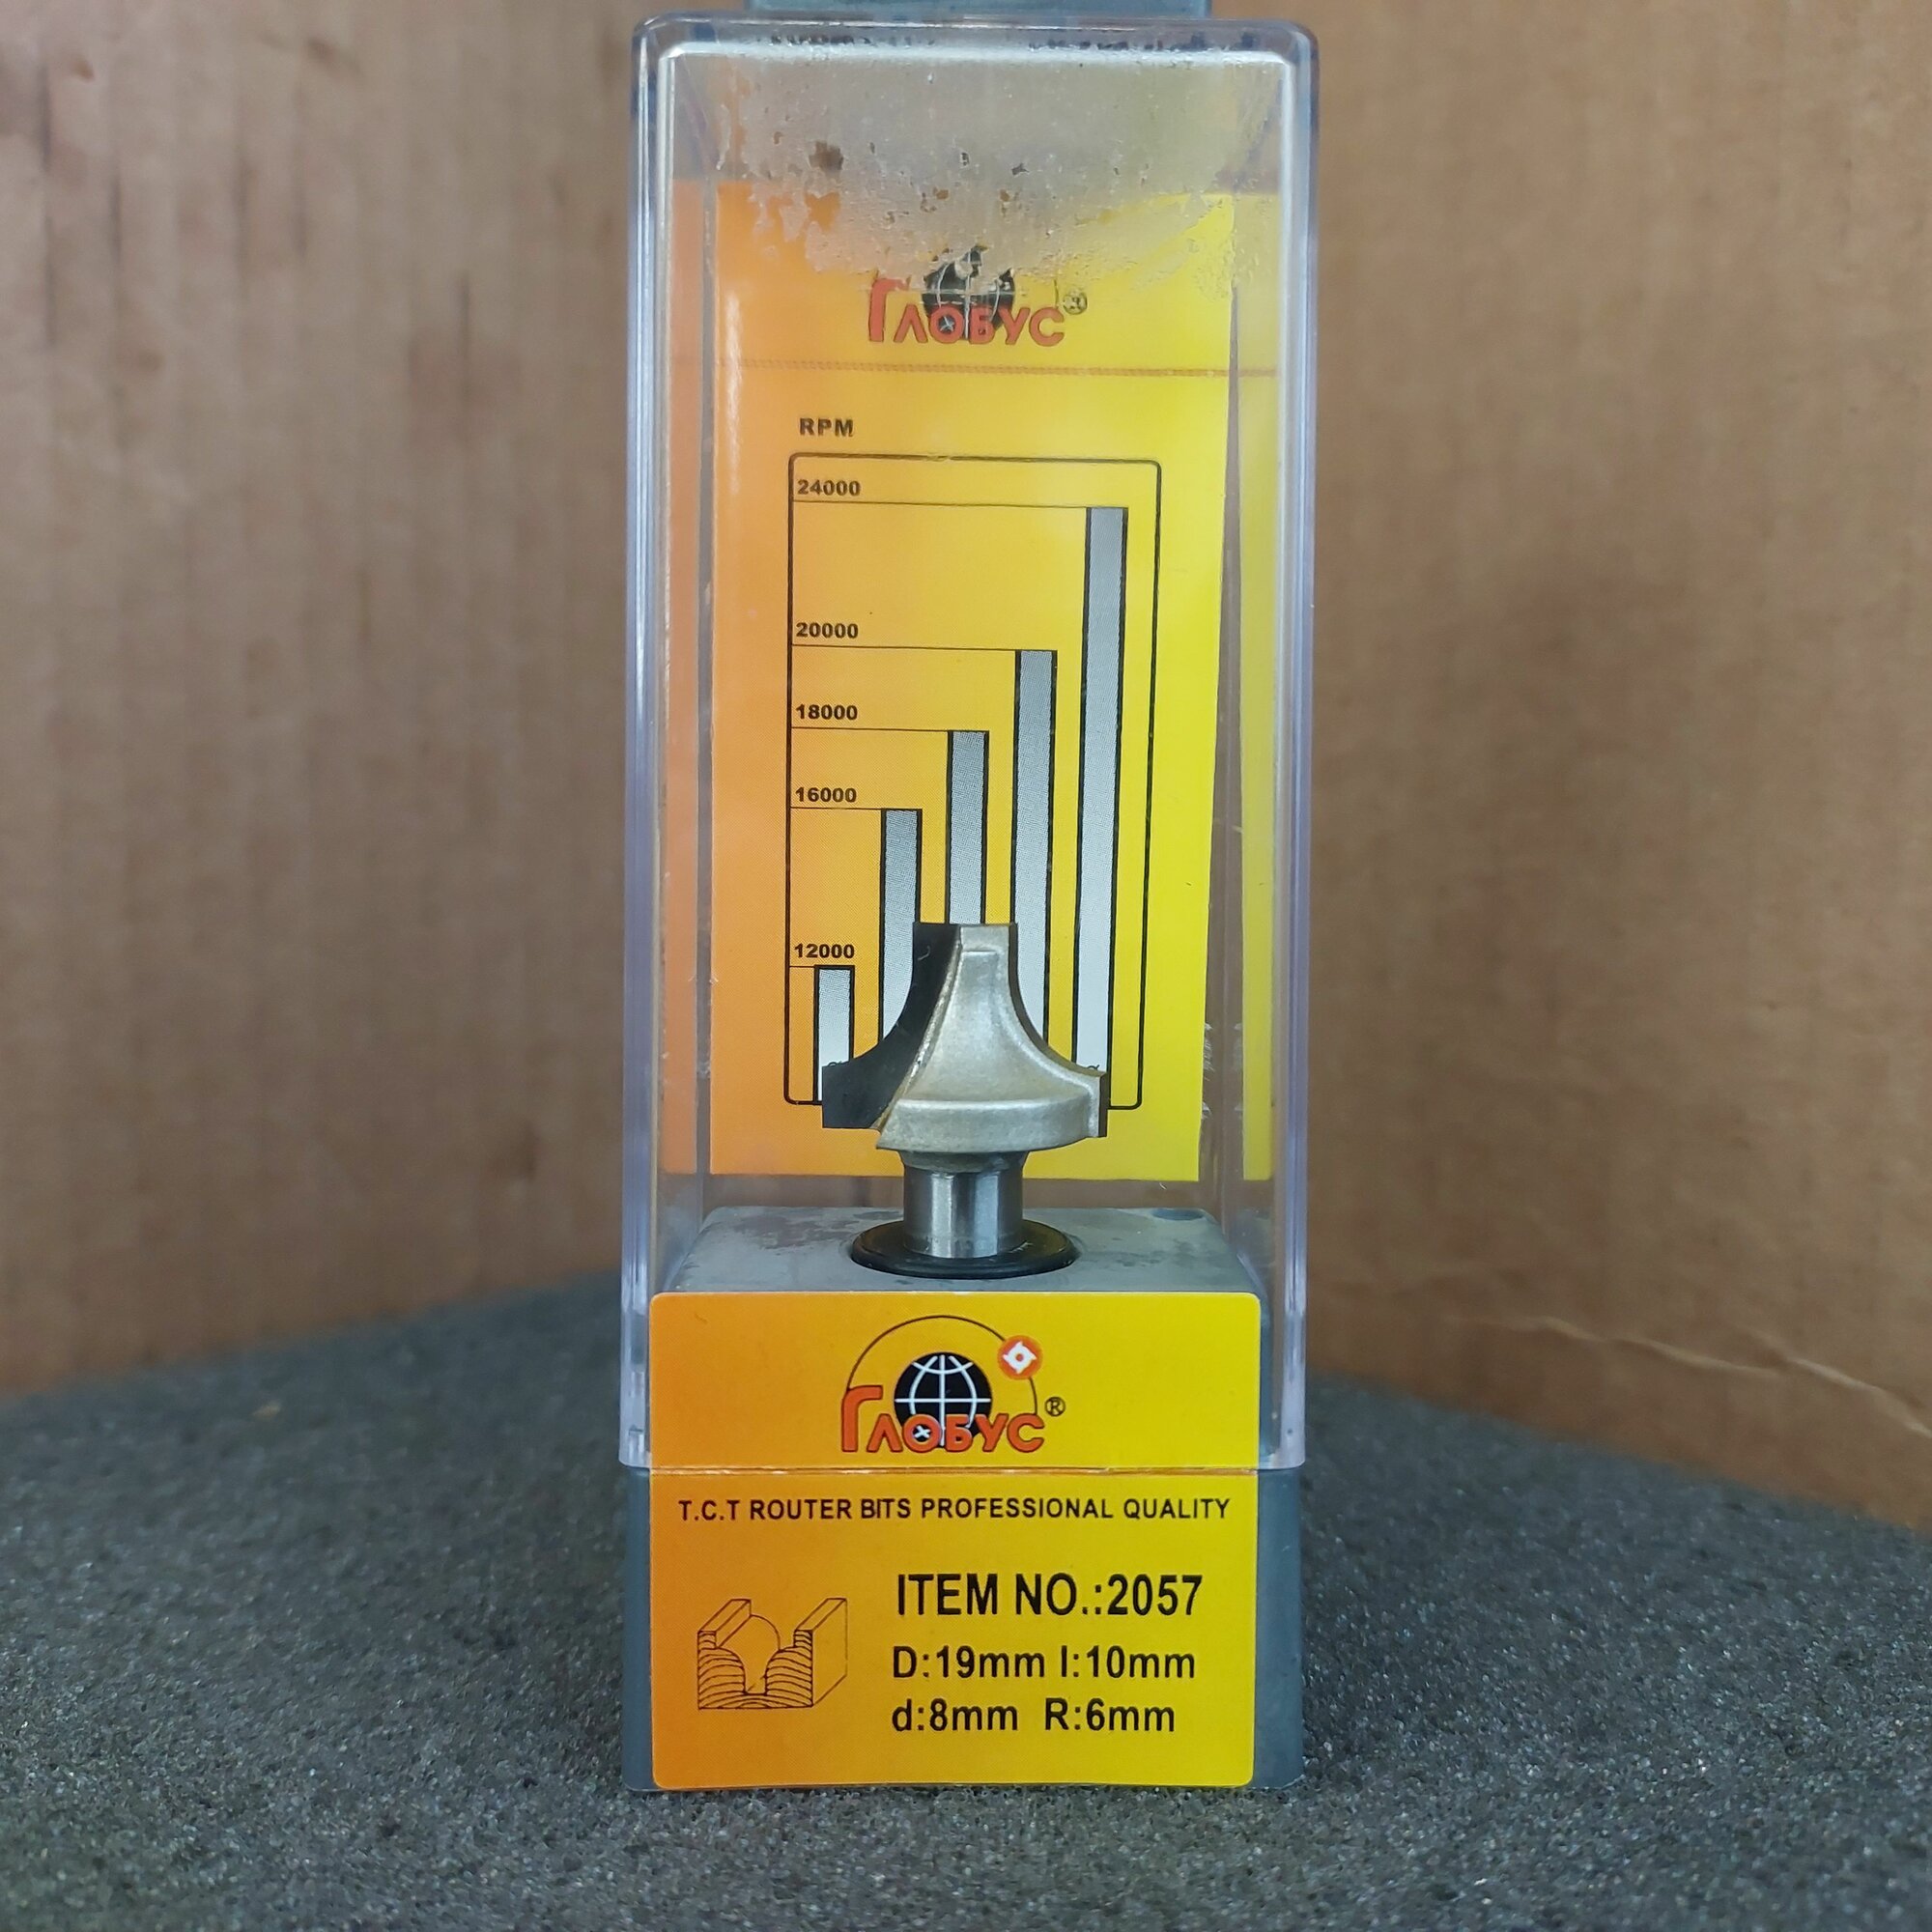 ГЛОБУС®
RPM
24000
20000
18000
16000
12000
ГЛОБУС®
T.C.T ROUTER BITS PROFESSIONAL QUALITY
ITEM NO.:2057
D:19mm I:10mm
d:8mm R:6mm